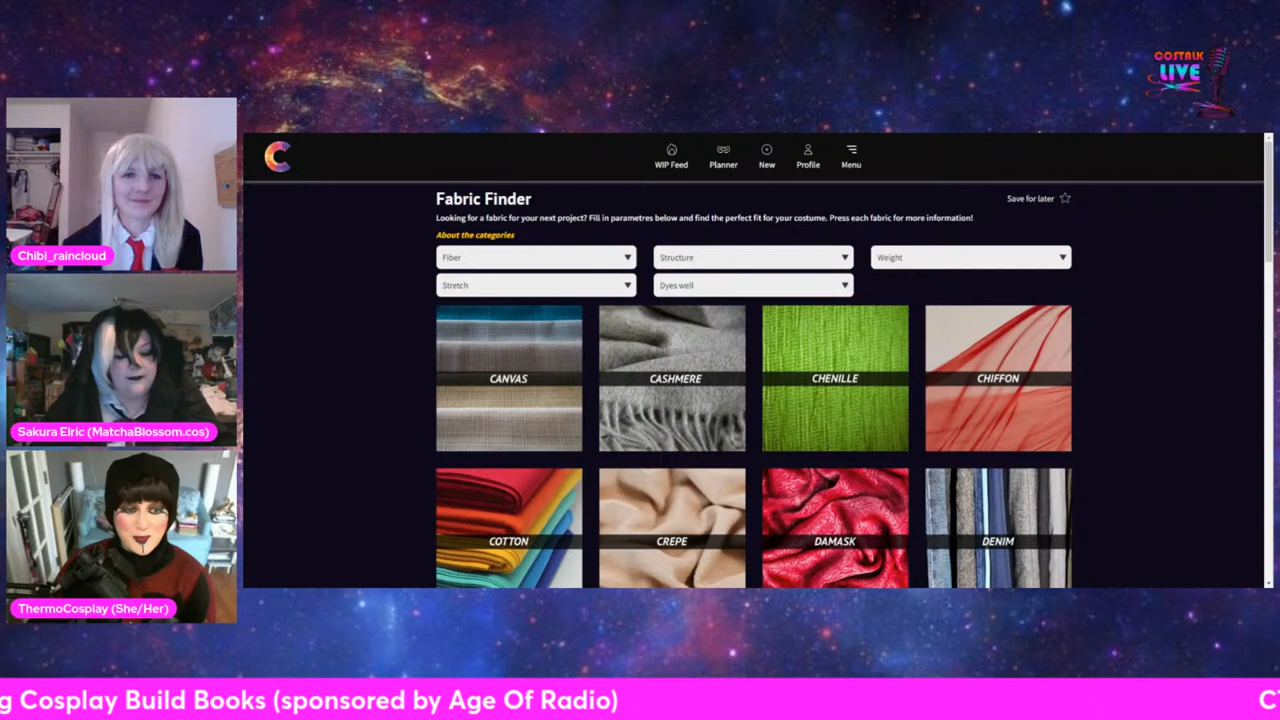 COSTALK
LIVE
C
WIP Feed
Planner
New
Profile
Menu
Fabric Finder
Save for later
Looking for a fabric for your next project? Fill in parametres below and find the perfect fit for your costume. Press each fabric for more information!
About the categories
Fiber
Structure
Weight
Stretch
Dyes well
CANVAS
CASHMERE
CHENILLE
CHIFFON
COTTON
CREPE
DAMASK
DENIM
Chibi_raincloud
Sakura Elric (MatchaBlossom.cos)
ThermoCosplay (She/Her)
g Cosplay Build Books (sponsored by Age Of Radio)